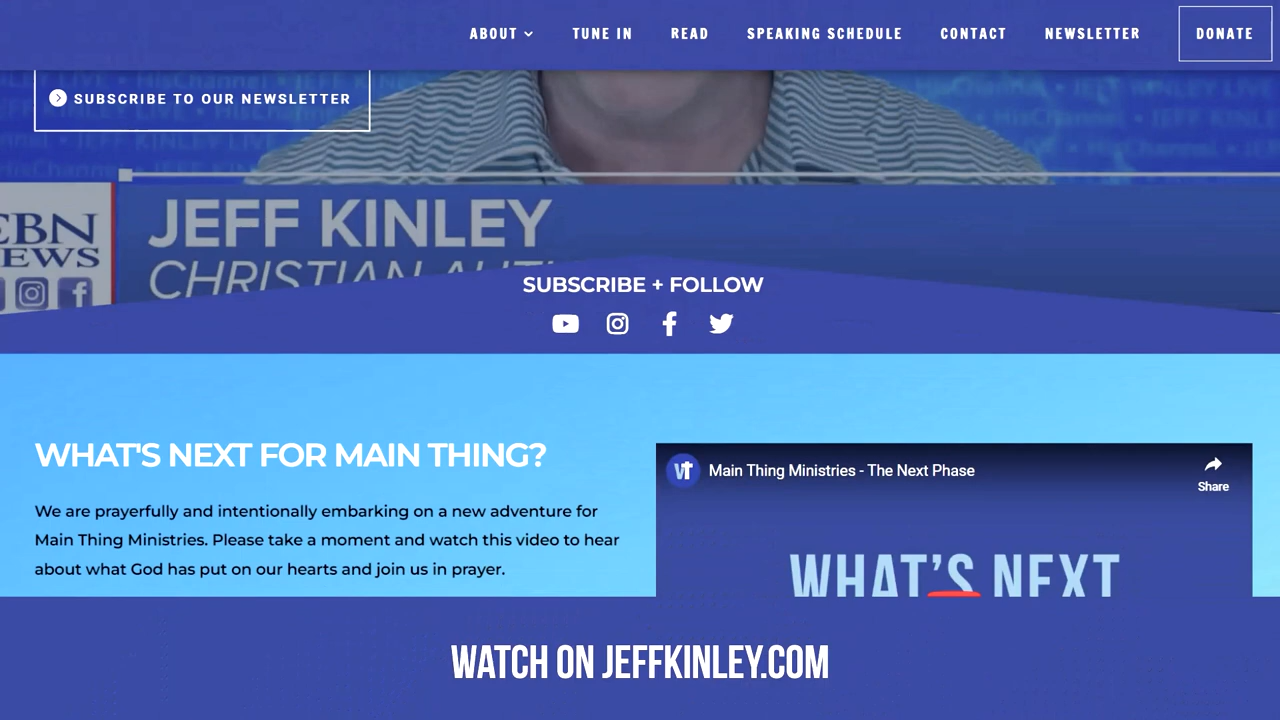 ABOUT TUNE IN READ SPEAKING SCHEDULE CONTACT NEWSLETTER DONATE
SUBSCRIBE TO OUR NEWSLETTER
CBN
NEWS
JEFF KINLEY
CHRISTIAN
SUBSCRIBE + FOLLOW
WHAT'S NEXT FOR MAIN THING?
We are prayerfully and intentionally embarking on a new adventure for
Main Thing Ministries. Please take a moment and watch this video to hear
about what God has put on our hearts and join us in prayer.
Main Thing Ministries - The Next Phase
Share
WHAT'S NEXT
WATCH ON JEFFKINLEY.COM